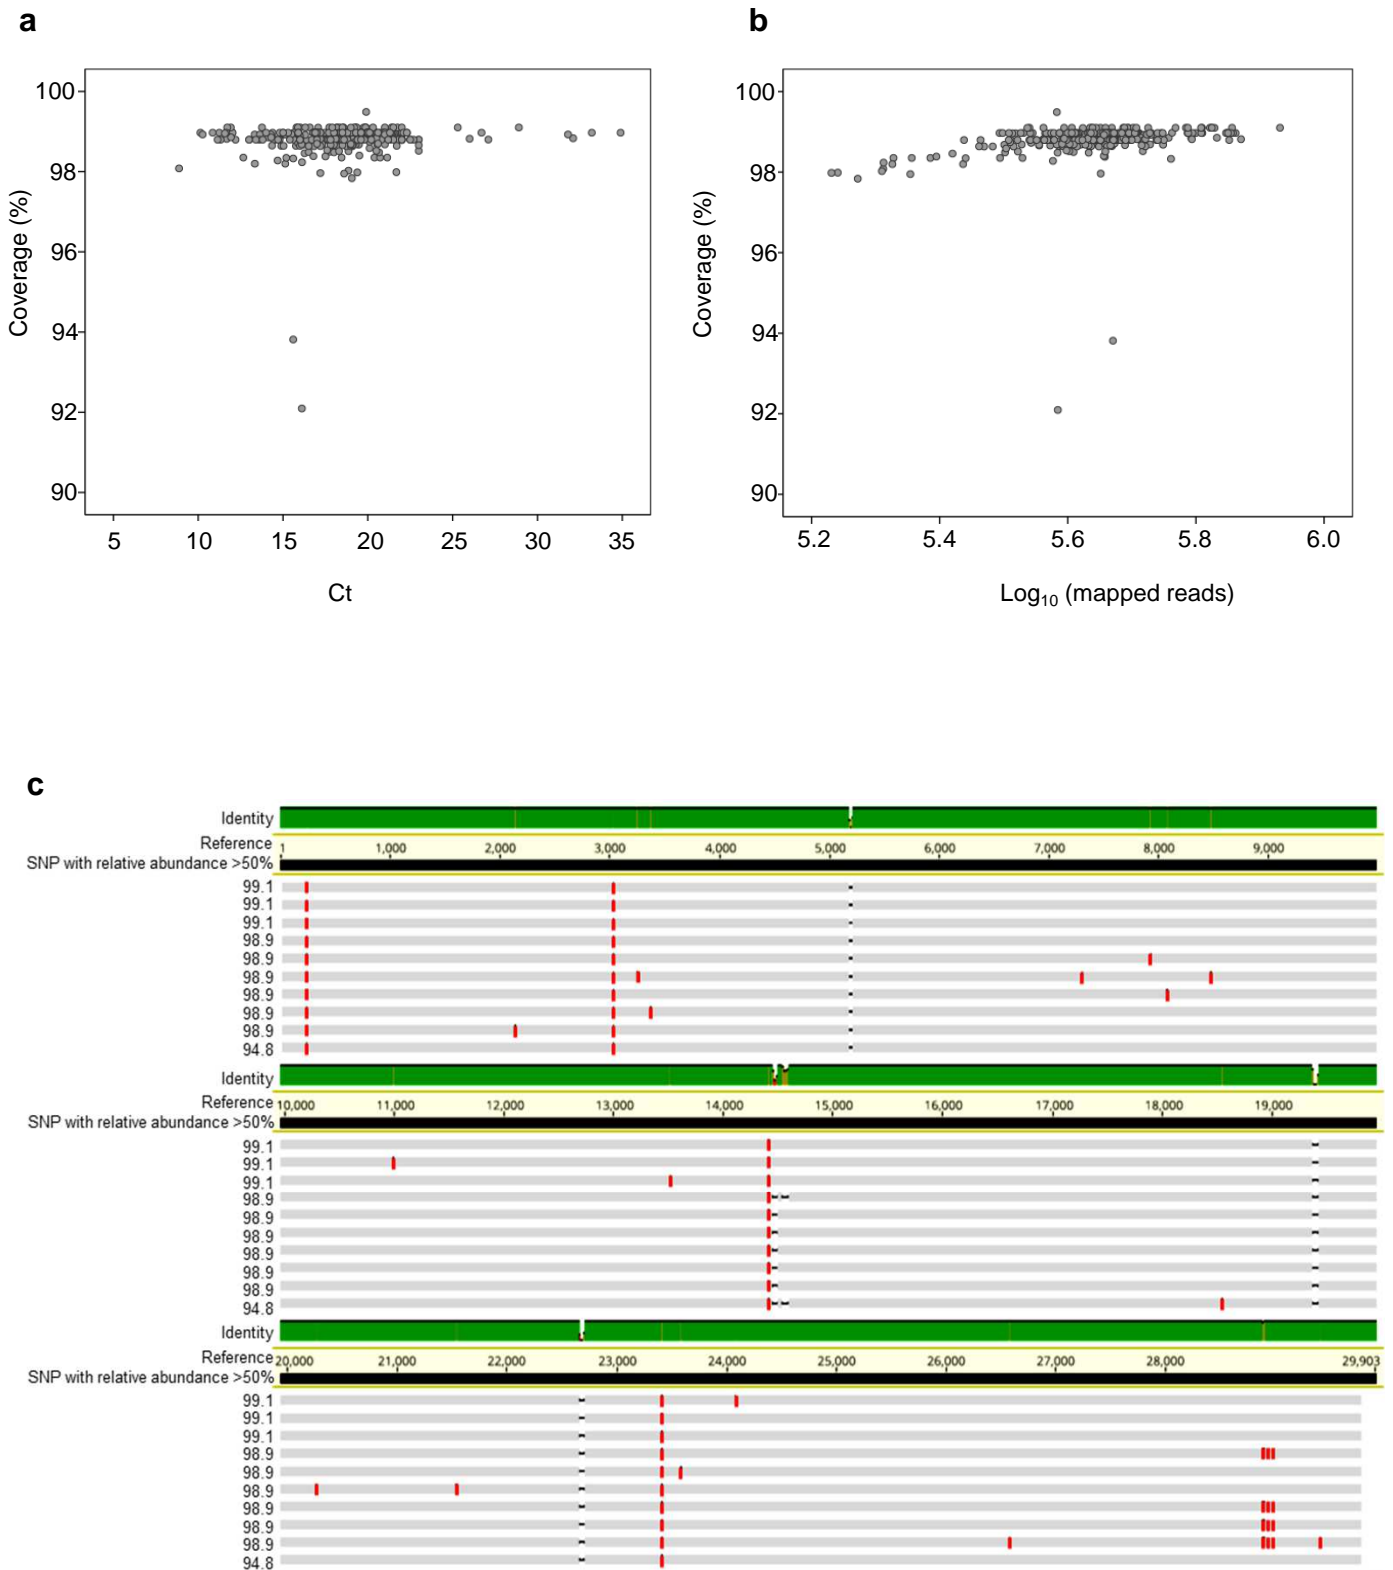 a
100
98
96
94
92
90
Coverage (%)
5 10 15 20 25 30 35
Ct
b
100
98
96
94
92
90
Coverage (%)
5.2 5.4 5.6 5.8 6.0
Log10 (mapped reads)
c
Identity
Reference
1 1,000 2,000 3,000 4,000 5,000 6,000 7,000 8,000 9,000
SNP with relative abundance >50%
99.1
99.1
99.1
98.9
98.9
98.9
98.9
98.9
98.9
94.8
Identity
Reference
10,000 11,000 12,000 13,000 14,000 15,000 16,000 17,000 18,000 19,000
SNP with relative abundance >50%
99.1
99.1
99.1
98.9
98.9
98.9
98.9
98.9
98.9
94.8
Identity
Reference
20,000 21,000 22,000 23,000 24,000 25,000 26,000 27,000 28,000 29,903
SNP with relative abundance >50%
99.1
99.1
99.1
98.9
98.9
98.9
98.9
98.9
98.9
94.8